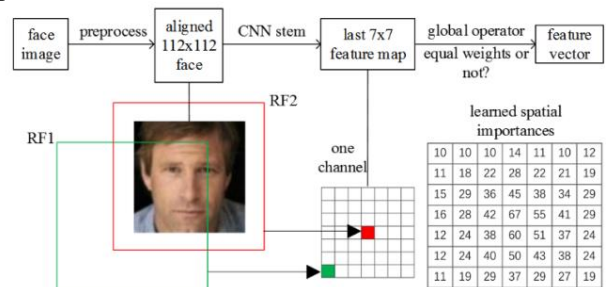 face
image
preprocess
aligned
112x112
face
CNN stem
last 7x7
feature map
global operator
equal weights or
not?
feature
vector
RF2
RF1
one
channel
learned spatial
importances
10 10 10 14 11 10 12
11 18 22 28 22 21 19
15 29 36 45 38 34 29
16 28 42 67 55 41 29
12 24 38 60 51 37 24
12 24 40 50 43 38 24
11 19 29 37 29 27 19